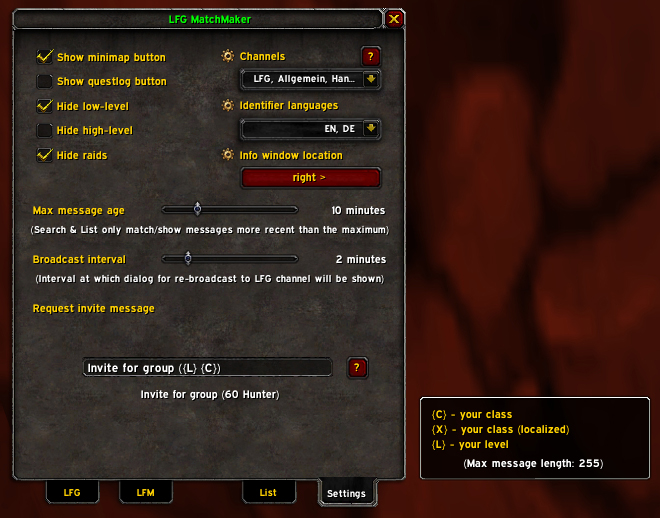 LFG MatchMaker
Show minimap button
Channels
?
Show questlog button
LFG, Allgemein, Han...
Hide low-level
Identifier languages
Hide high-level
EN, DE
Hide raids
Info window location
right >
Max message age
10 minutes
(Search & List only match/show messages more recent than the maximum)
Broadcast interval
2 minutes
(Interval at which dialog for re-broadcast to LFG channel will be shown)
Request invite message
Invite for group ({L} {C})
?
Invite for group (60 Hunter)
{C} - your class
{X} - your class (localized)
{L} - your level
(Max message length: 255)
LFG
LFM
List
Settings